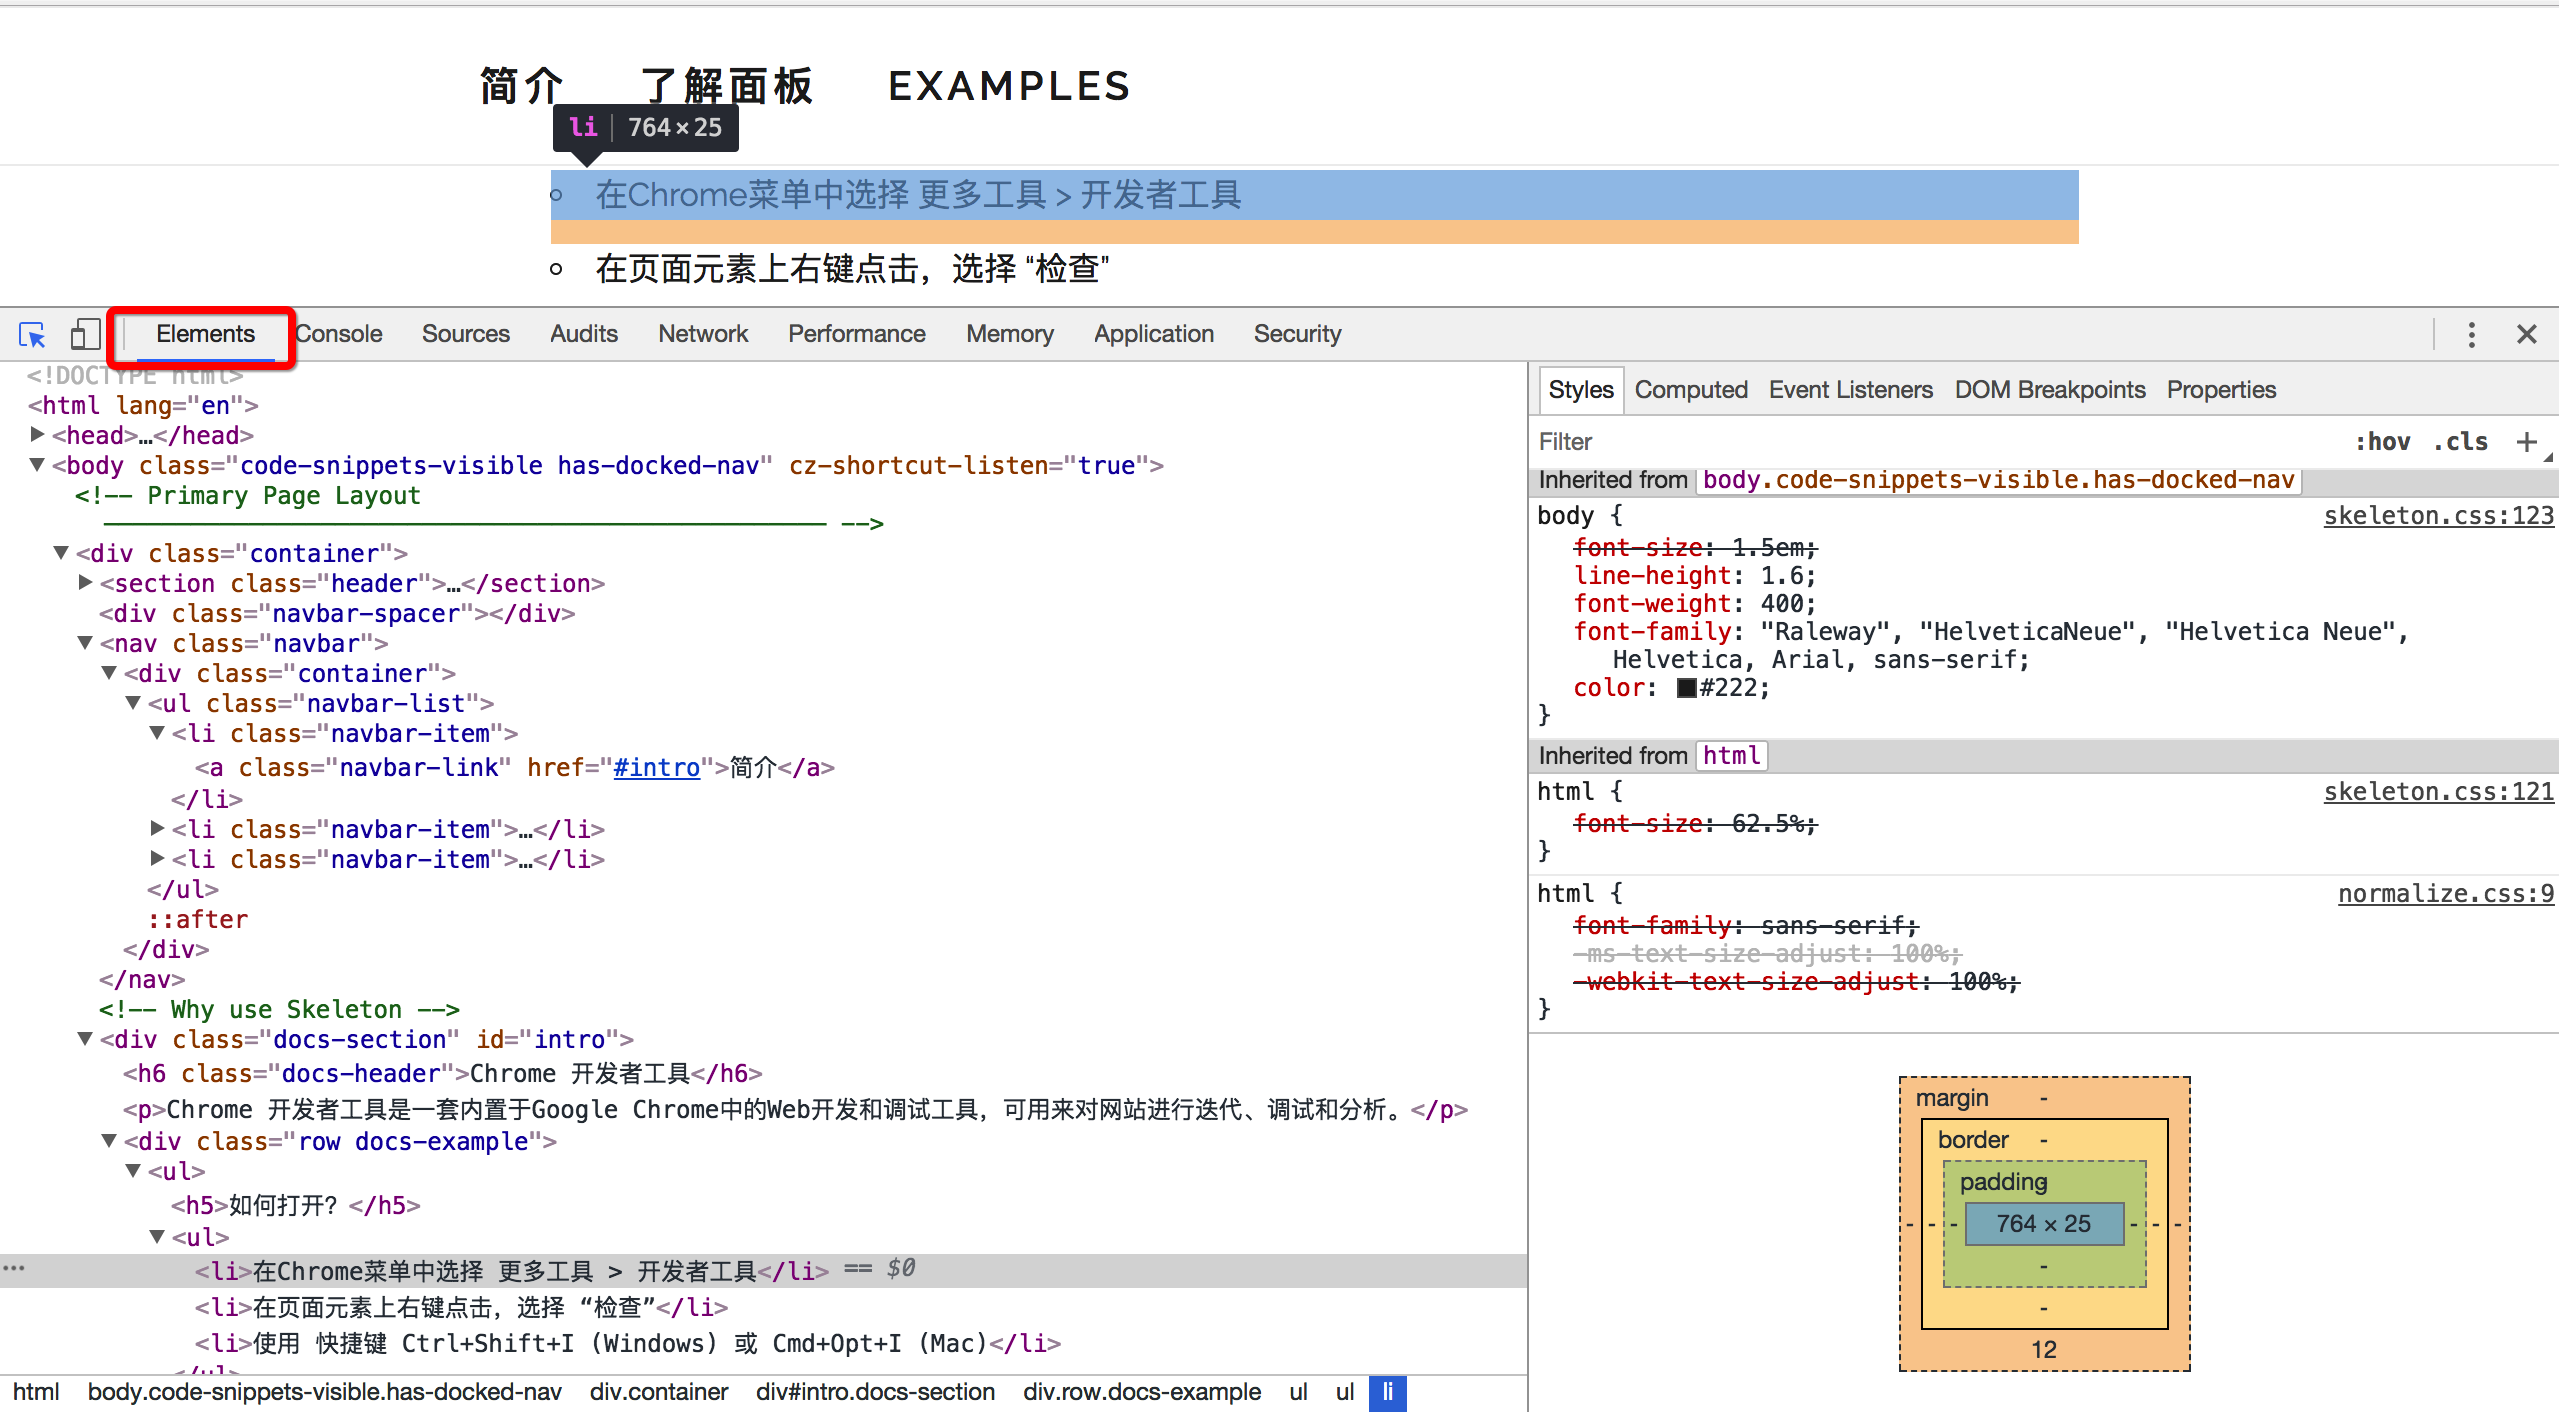 简介 了解面板 EXAMPLES
li 764×25
在Chrome菜单中选择 更多工具 > 开发者工具
在页面元素上右键点击，选择 “检查”
Elements Console Sources Audits Network Performance Memory Application Security
<!DOCTYPE html>
<html lang="en">
<head>…</head>
<body class="code-snippets-visible has-docked-nav" cz-shortcut-listen="true">
<!-- Primary Page Layout
–––––––––––––––––––––––––––––––––––––––––––––––––– -->
<div class="container">
<section class="header">…</section>
<div class="navbar-spacer"></div>
<nav class="navbar">
<div class="container">
<ul class="navbar-list">
<li class="navbar-item">
<a class="navbar-link" href="#intro">简介</a>
</li>
<li class="navbar-item">…</li>
<li class="navbar-item">…</li>
</ul>
::after
</div>
</nav>
<!-- Why use Skeleton -->
<div class="docs-section" id="intro">
<h6 class="docs-header">Chrome 开发者工具</h6>
<p>Chrome 开发者工具是一套内置于Google Chrome中的Web开发和调试工具，可用来对网站进行迭代、调试和分析。</p>
<div class="row docs-example">
<ul>
<h5>如何打开？</h5>
<ul>
… <li>在Chrome菜单中选择 更多工具 > 开发者工具</li> == $0
<li>在页面元素上右键点击，选择 “检查”</li>
<li>使用 快捷键 Ctrl+Shift+I (Windows) 或 Cmd+Opt+I (Mac)</li>
</ul>
html body.code-snippets-visible.has-docked-nav div.container div#intro.docs-section div.row.docs-example ul ul li
Styles Computed Event Listeners DOM Breakpoints Properties
Filter :hov .cls +
Inherited from body.code-snippets-visible.has-docked-nav
body { skeleton.css:123
font-size: 1.5em;
line-height: 1.6;
font-weight: 400;
font-family: "Raleway", "HelveticaNeue", "Helvetica Neue",
Helvetica, Arial, sans-serif;
color: #222;
}
Inherited from html
html { skeleton.css:121
font-size: 62.5%;
}
html { normalize.css:9
font-family: sans-serif;
-ms-text-size-adjust: 100%;
-webkit-text-size-adjust: 100%;
}
margin -
border -
padding -
- - - 764 × 25 - - -
-
-
12